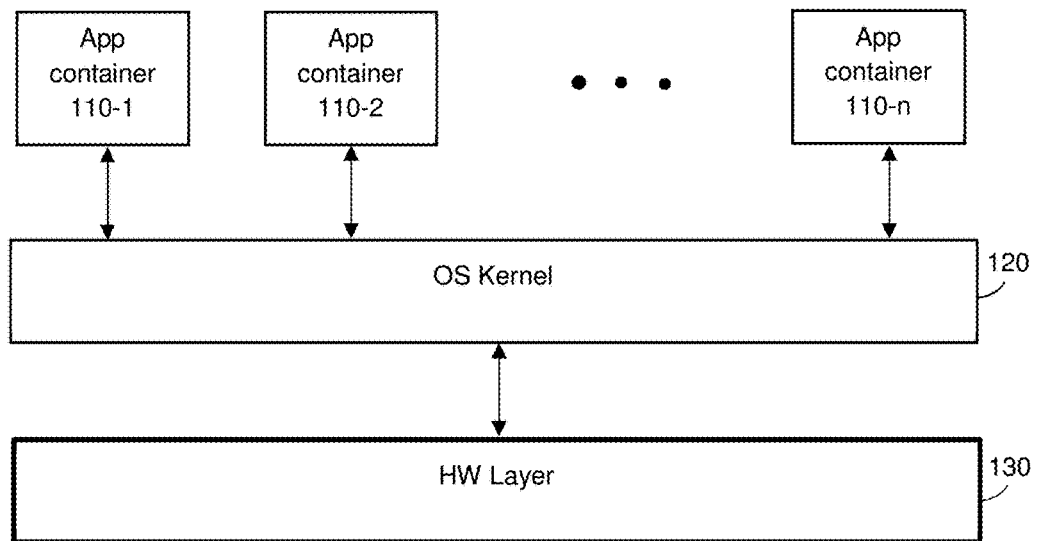 App
container
110-1
App
container
110-2
App
container
110-n
OS Kernel
120
HW Layer
130